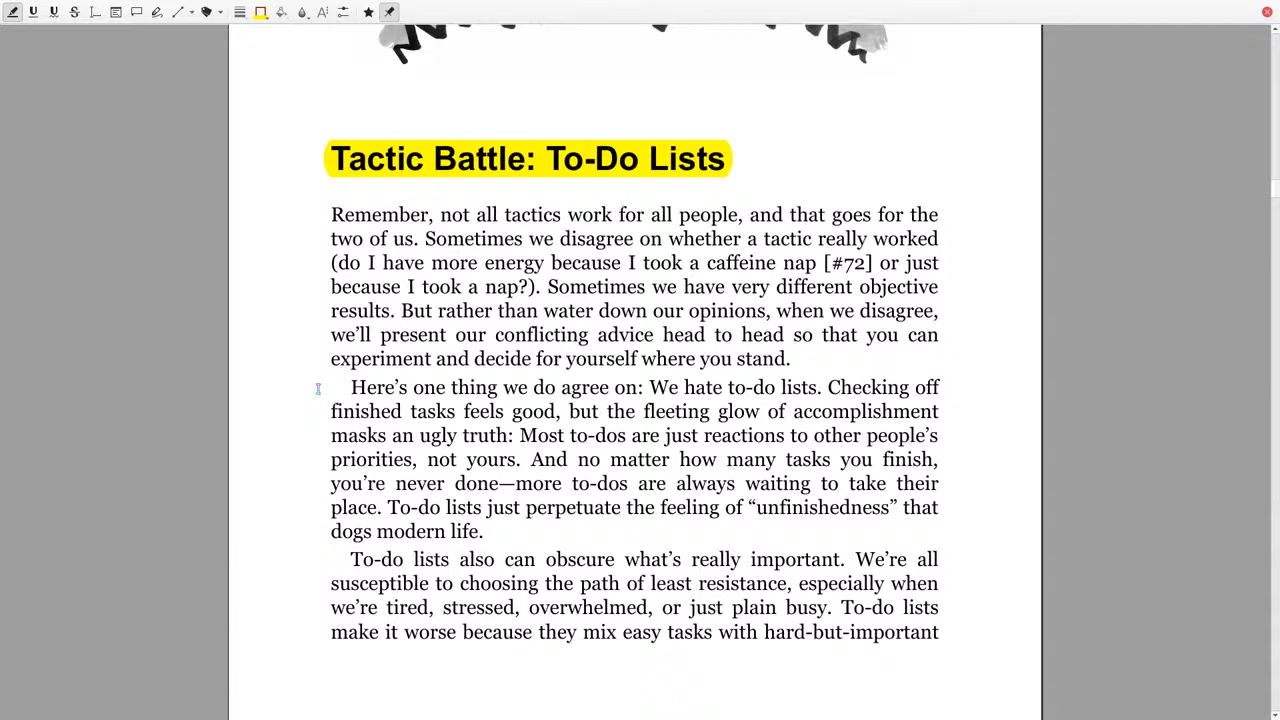 Tactic Battle: To-Do Lists
Remember, not all tactics work for all people, and that goes for the
two of us. Sometimes we disagree on whether a tactic really worked
(do I have more energy because I took a caffeine nap [#72] or just
because I took a nap?). Sometimes we have very different objective
results. But rather than water down our opinions, when we disagree,
we’ll present our conflicting advice head to head so that you can
experiment and decide for yourself where you stand.
Here’s one thing we do agree on: We hate to-do lists. Checking off
finished tasks feels good, but the fleeting glow of accomplishment
masks an ugly truth: Most to-dos are just reactions to other people’s
priorities, not yours. And no matter how many tasks you finish,
you’re never done—more to-dos are always waiting to take their
place. To-do lists just perpetuate the feeling of “unfinishedness” that
dogs modern life.
To-do lists also can obscure what’s really important. We’re all
susceptible to choosing the path of least resistance, especially when
we’re tired, stressed, overwhelmed, or just plain busy. To-do lists
make it worse because they mix easy tasks with hard-but-important